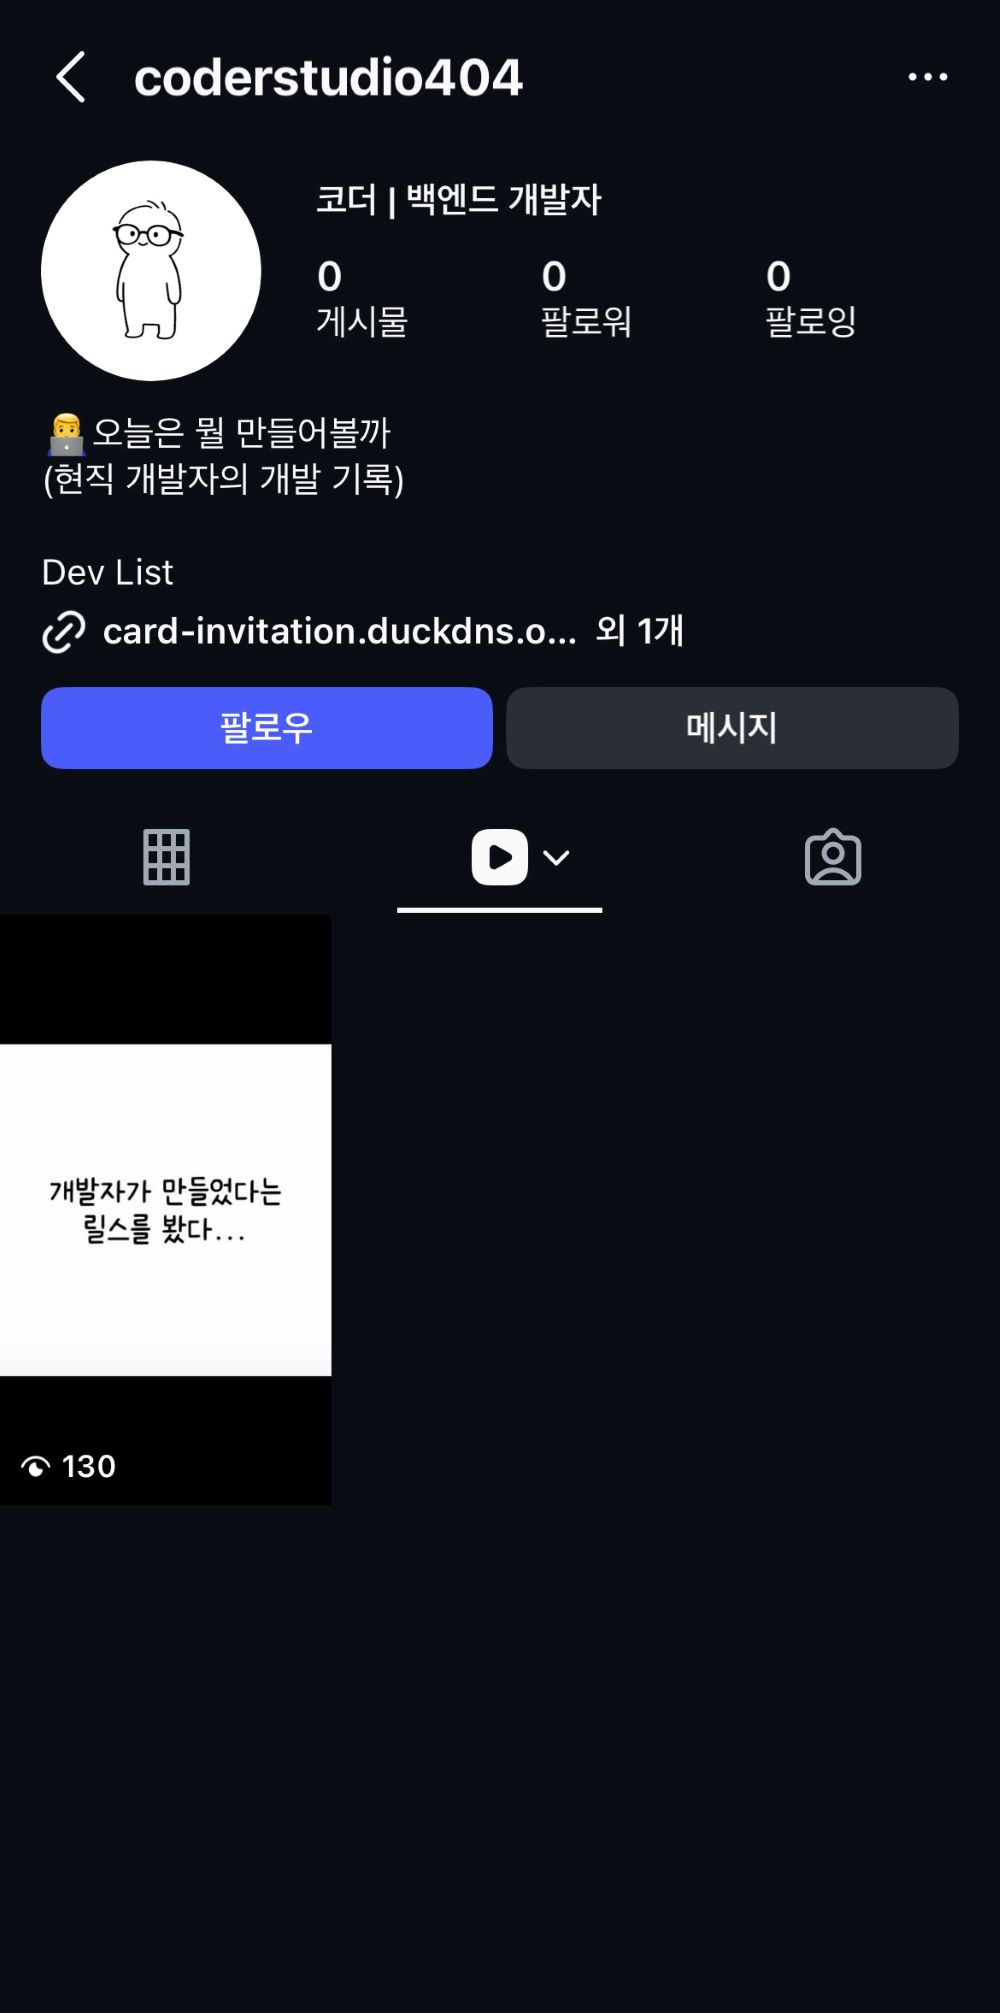 coderstudio404
코더 | 백엔드 개발자
0 0 0
게시물 팔로워 팔로잉
🧑‍💻오늘은 뭘 만들어볼까
(현직 개발자의 개발 기록)
Dev List
card-invitation.duckdns.o... 외 1개
팔로우 메시지
개발자가 만들었다는
릴스를 봤다...
130